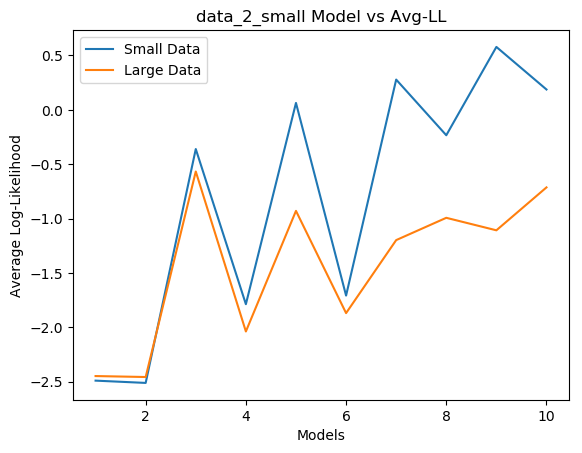 data_2_small Model vs Avg-LL
Small Data
Large Data
Average Log-Likelihood
0.5
0.0
−0.5
−1.0
−1.5
−2.0
−2.5
2
4
6
8
10
Models